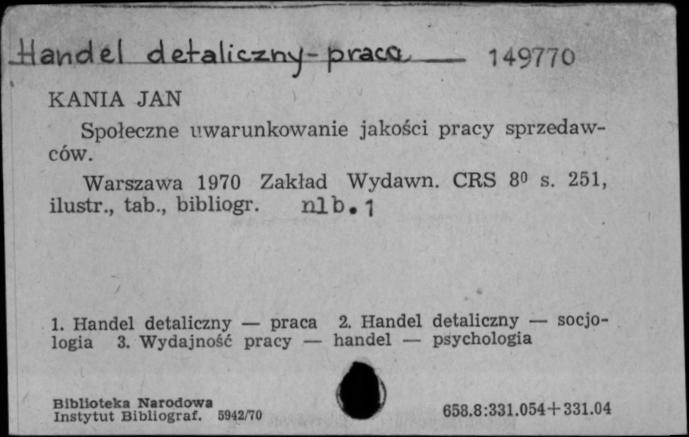 Handel detaliczny-praca 149770
KANIA JAN
Społeczne uwarunkowanie jakości pracy sprzedaw-
ców.
Warszawa 1970 Zakład Wydawn. CRS 8⁰ s. 251,
ilustr., tab., bibliogr. nlb.1
1. Handel detaliczny — praca 2. Handel detaliczny — socjo-
logia 3. Wydajność pracy — handel — psychologia
Biblioteka Narodowa
Instytut Bibliograf. 5942/70
658.8:331.054+331.04